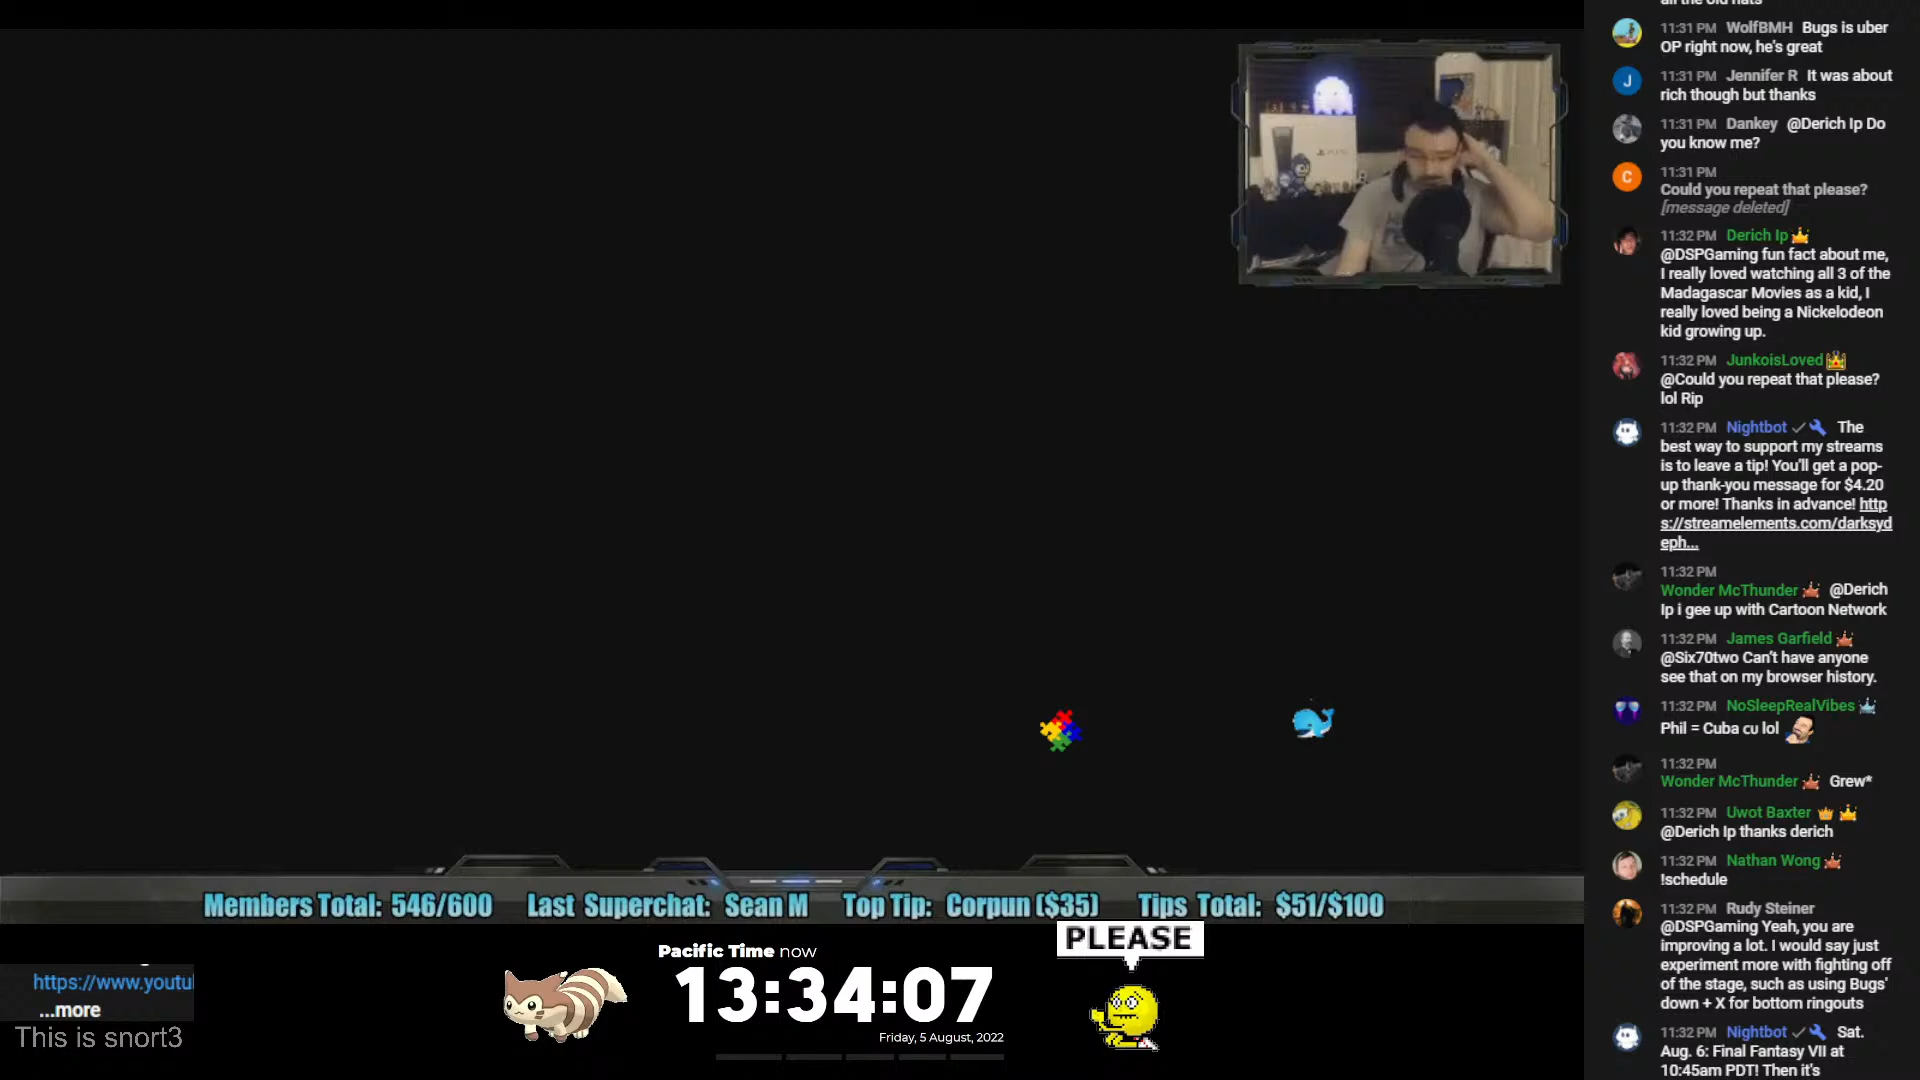 11:31 PM WolfBMH Bugs is uber
OP right now, he's great
11:31 PM Jennifer R It was about
rich though but thanks
11:31 PM Dankey @Derich Ip Do
you know me?
11:31 PM
Could you repeat that please?
[message deleted]
11:32 PM Derich Ip
@DSPGaming fun fact about me,
I really loved watching all 3 of the
Madagascar Movies as a kid, I
really loved being a Nickelodeon
kid growing up.
11:32 PM JunkoisLoved
@Could you repeat that please?
lol Rip
11:32 PM Nightbot The
best way to support my streams
is to leave a tip! You'll get a pop-
up thank-you message for $4.20
or more! Thanks in advance! http
s://streamelements.com/darksyd
eph...
11:32 PM
Wonder McThunder @Derich
Ip i gee up with Cartoon Network
11:32 PM James Garfield
@Six70two Can't have anyone
see that on my browser history.
11:32 PM NoSleepRealVibes
Phil = Cuba cu lol
11:32 PM
Wonder McThunder Grew*
11:32 PM Uwot Baxter
@Derich Ip thanks derich
11:32 PM Nathan Wong
!schedule
11:32 PM Rudy Steiner
@DSPGaming Yeah, you are
improving a lot. I would say just
experiment more with fighting off
of the stage, such as using Bugs'
down + X for bottom ringouts
11:32 PM Nightbot Sat.
Aug. 6: Final Fantasy VII at
10:45am PDT! Then it's
J
C
Members Total: 546/600 Last Superchat: Sean M Top Tip: Corpun ($35) Tips Total: $51/$100
PLEASE
Pacific Time now
13:34:07
Friday, 5 August, 2022
https://www.youtu
...more
This is snort3